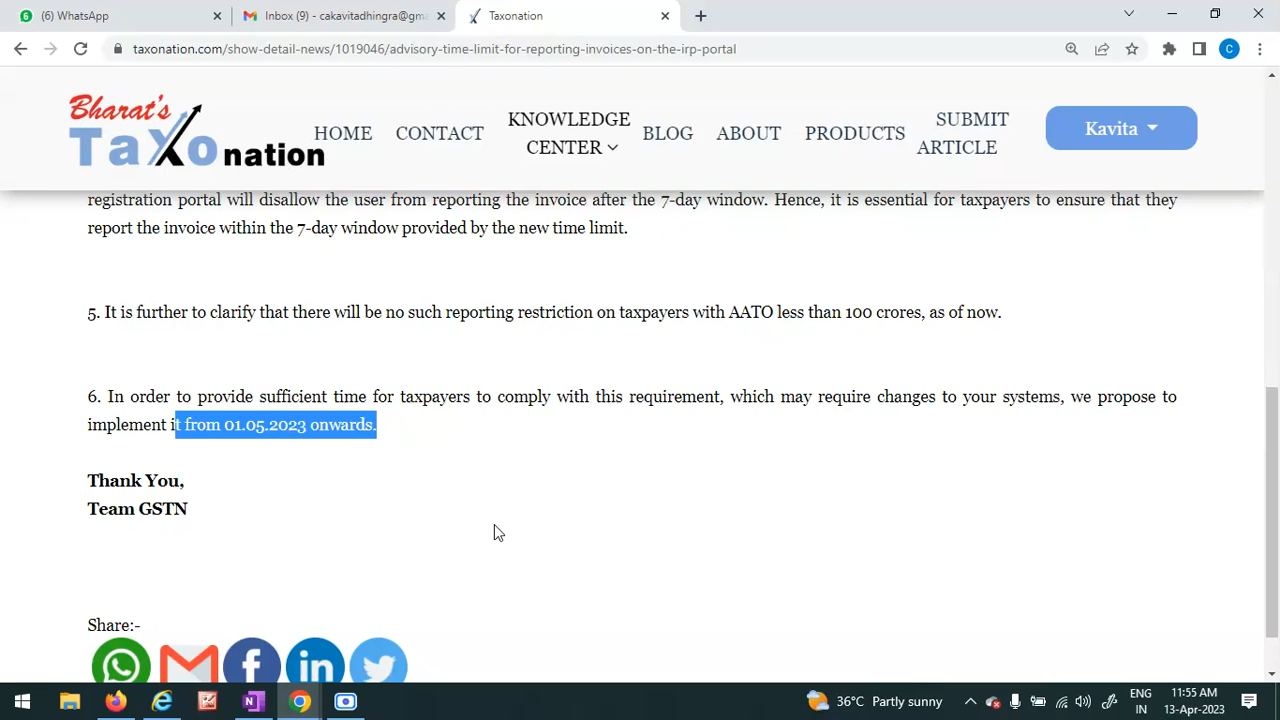 (6) WhatsApp
Inbox (9) - cakavitadhingra@gm
Taxonation
taxonation.com/show-detail-news/1019046/advisory-time-limit-for-reporting-invoices-on-the-irp-portal
C
Bharat's
TaXo nation
HOME
CONTACT
KNOWLEDGE
CENTER
BLOG
ABOUT
PRODUCTS
SUBMIT
ARTICLE
Kavita
registration portal will disallow the user from reporting the invoice after the 7-day window. Hence, it is essential for taxpayers to ensure that they
report the invoice within the 7-day window provided by the new time limit.
5. It is further to clarify that there will be no such reporting restriction on taxpayers with AATO less than 100 crores, as of now.
6. In order to provide sufficient time for taxpayers to comply with this requirement, which may require changes to your systems, we propose to
implement it from 01.05.2023 onwards.
Thank You,
Team GSTN
Share:-
36°C Partly sunny
ENG
IN
11:55 AM
13-Apr-2023